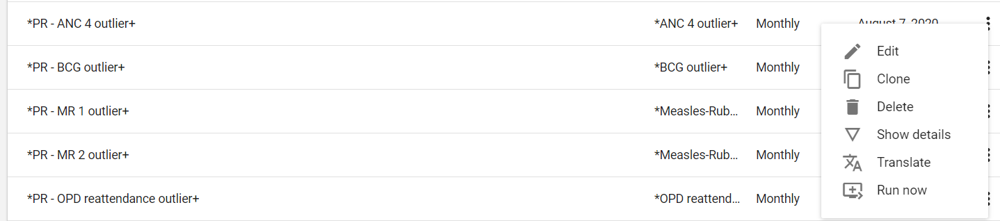 *PR - ANC 4 outlier+ *ANC 4 outlier+ Monthly August 7, 2020
Edit
*PR - BCG outlier+ *BCG outlier+ Monthly
Clone
Delete
*PR - MR 1 outlier+ *Measles-Rub... Monthly
Show details
*PR - MR 2 outlier+ *Measles-Rub... Monthly
Translate
Run now
*PR - OPD reattendance outlier+ *OPD reattend... Monthly